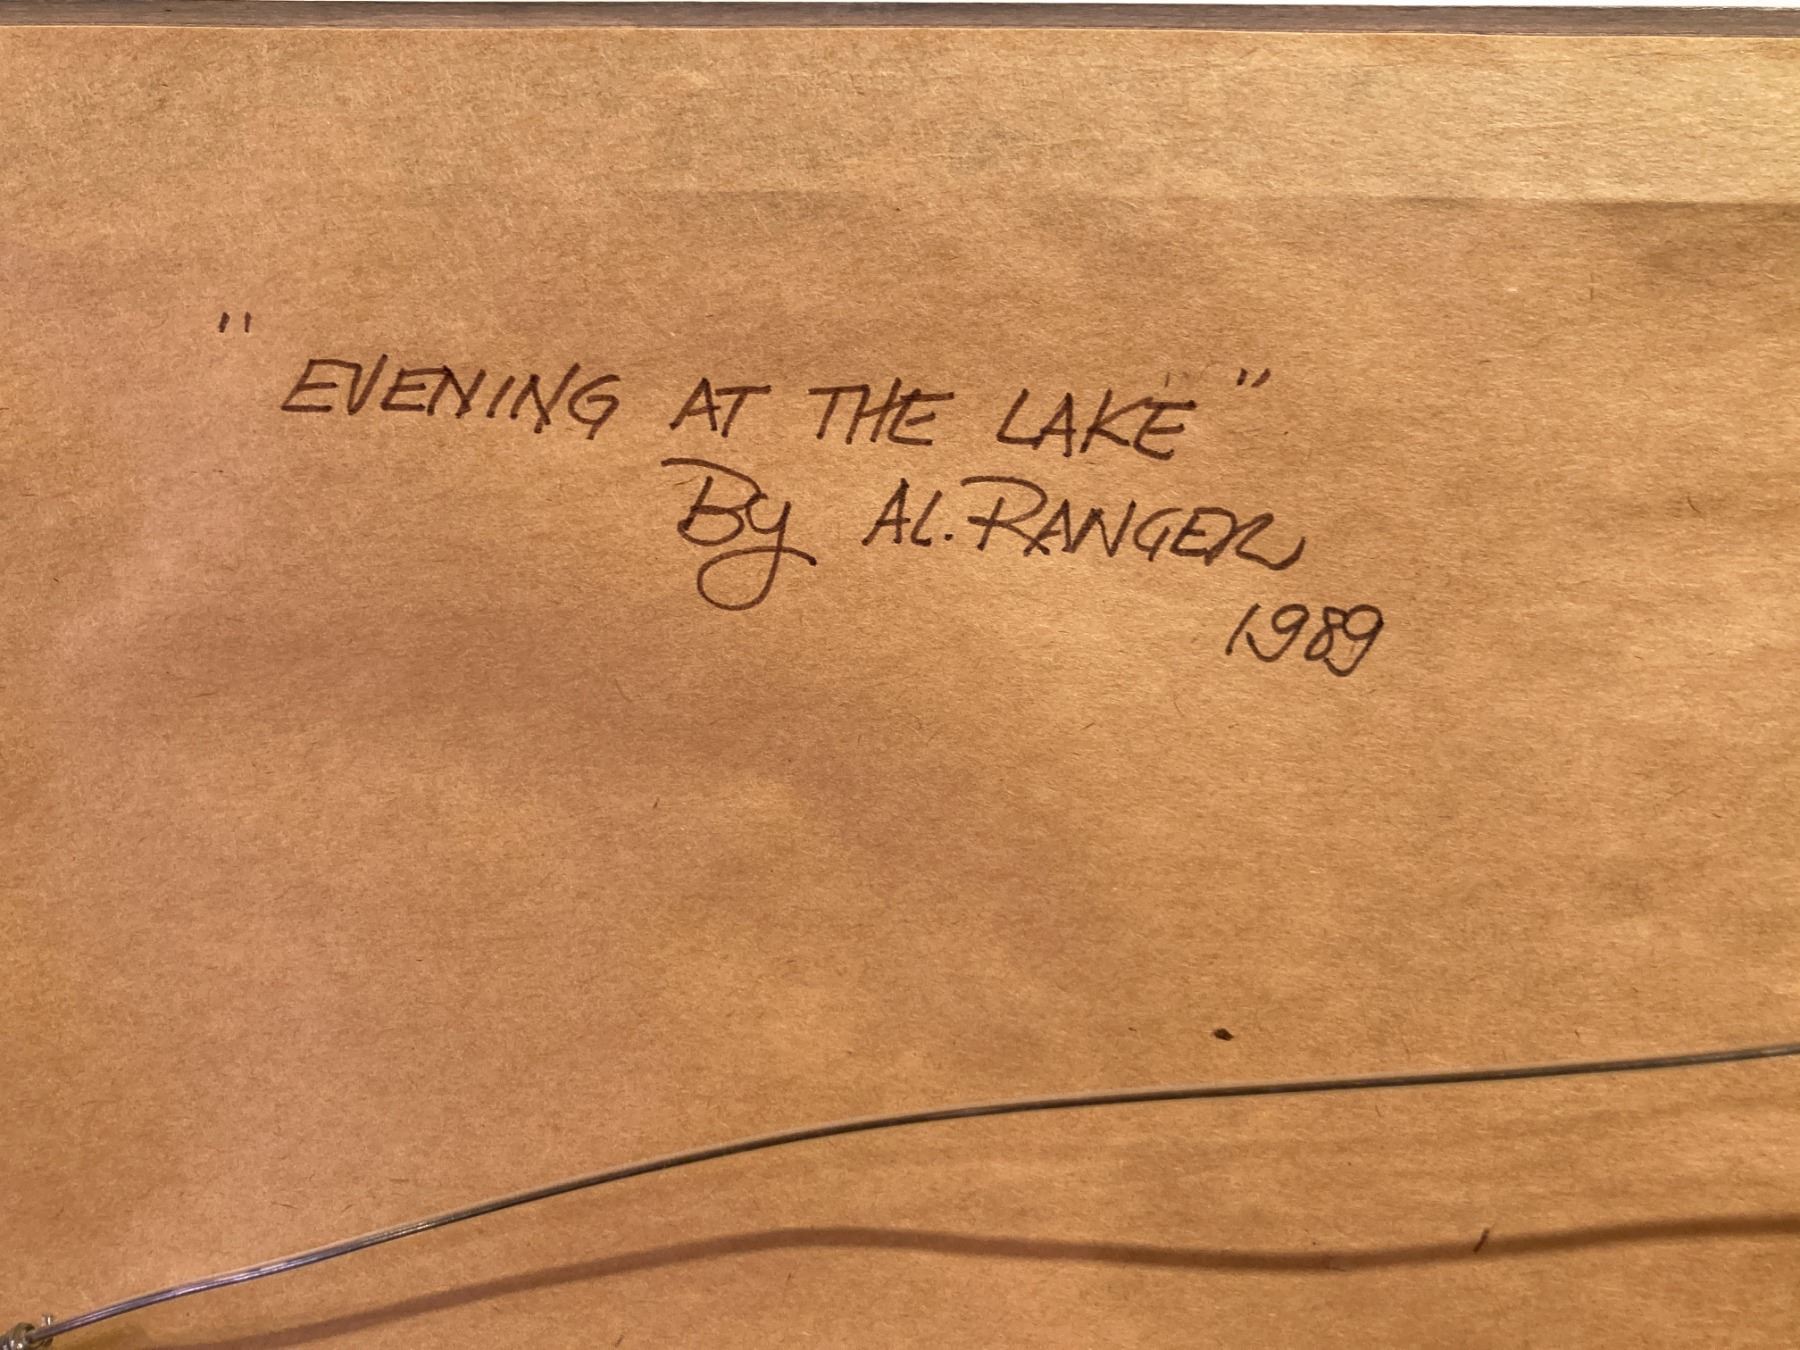 "EVENING AT THE LAKE"
By AL. RANGER
1989